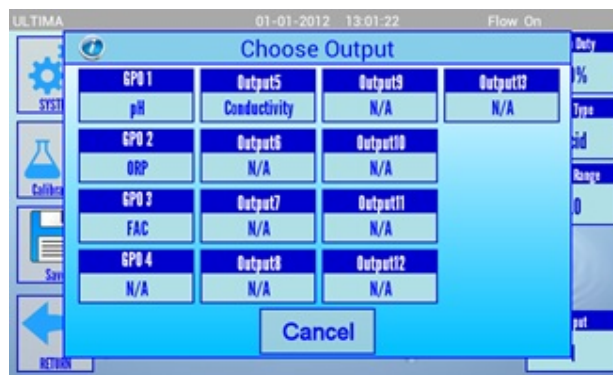 ULTIMA 01-01-2012 13:01:22 Flow On
Choose Output
GPO 1 Output5 Output9 Output13
pH Conductivity N/A N/A
GPO 2 Output6 Output10
ORP N/A N/A
GPO 3 Output7 Output11
FAC N/A N/A
GPO 4 Output8 Output12
N/A N/A N/A
Cancel
Duty
Type
Range
RETURN